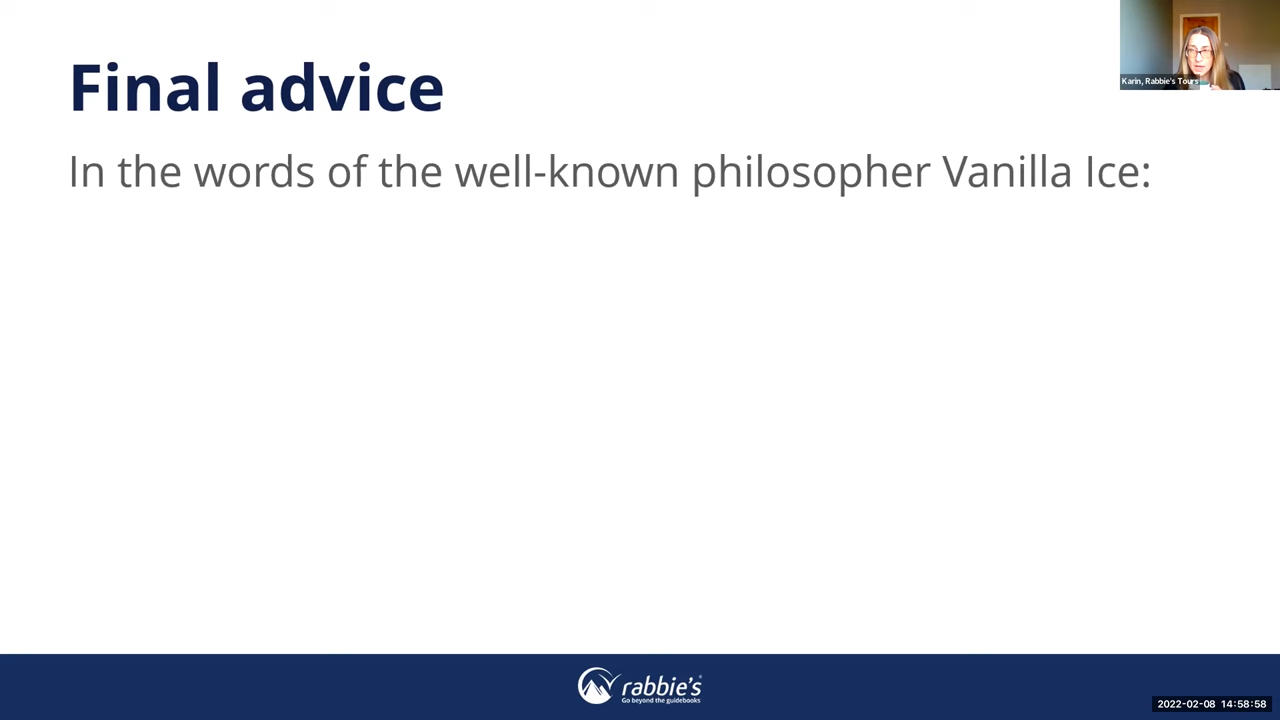 Final advice
In the words of the well-known philosopher Vanilla Ice:
Karin, Rabbie's Tours
rabbie's
Go beyond the guidebooks
2022-02-08 14:58:58